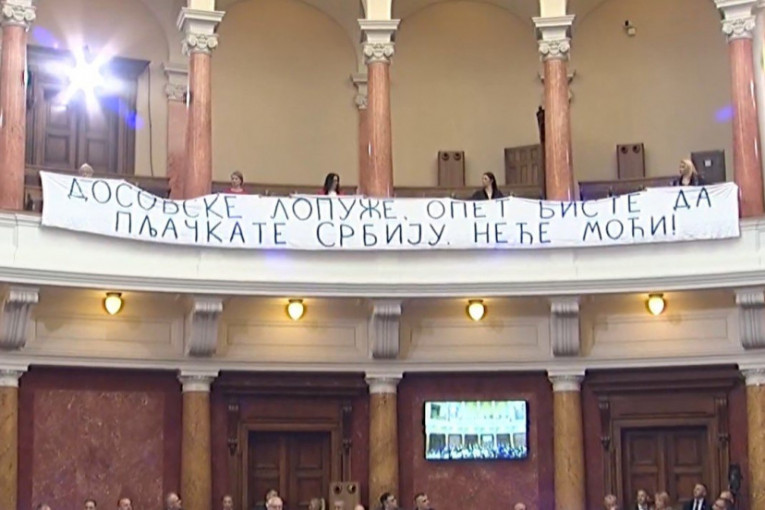 ДОСОВСКЕ ЛОПУЖЕ, ОПЕТ БИСТЕ ДА
ПЉАЧКАТЕ СРБИЈУ. НЕЋЕ МОЋИ!